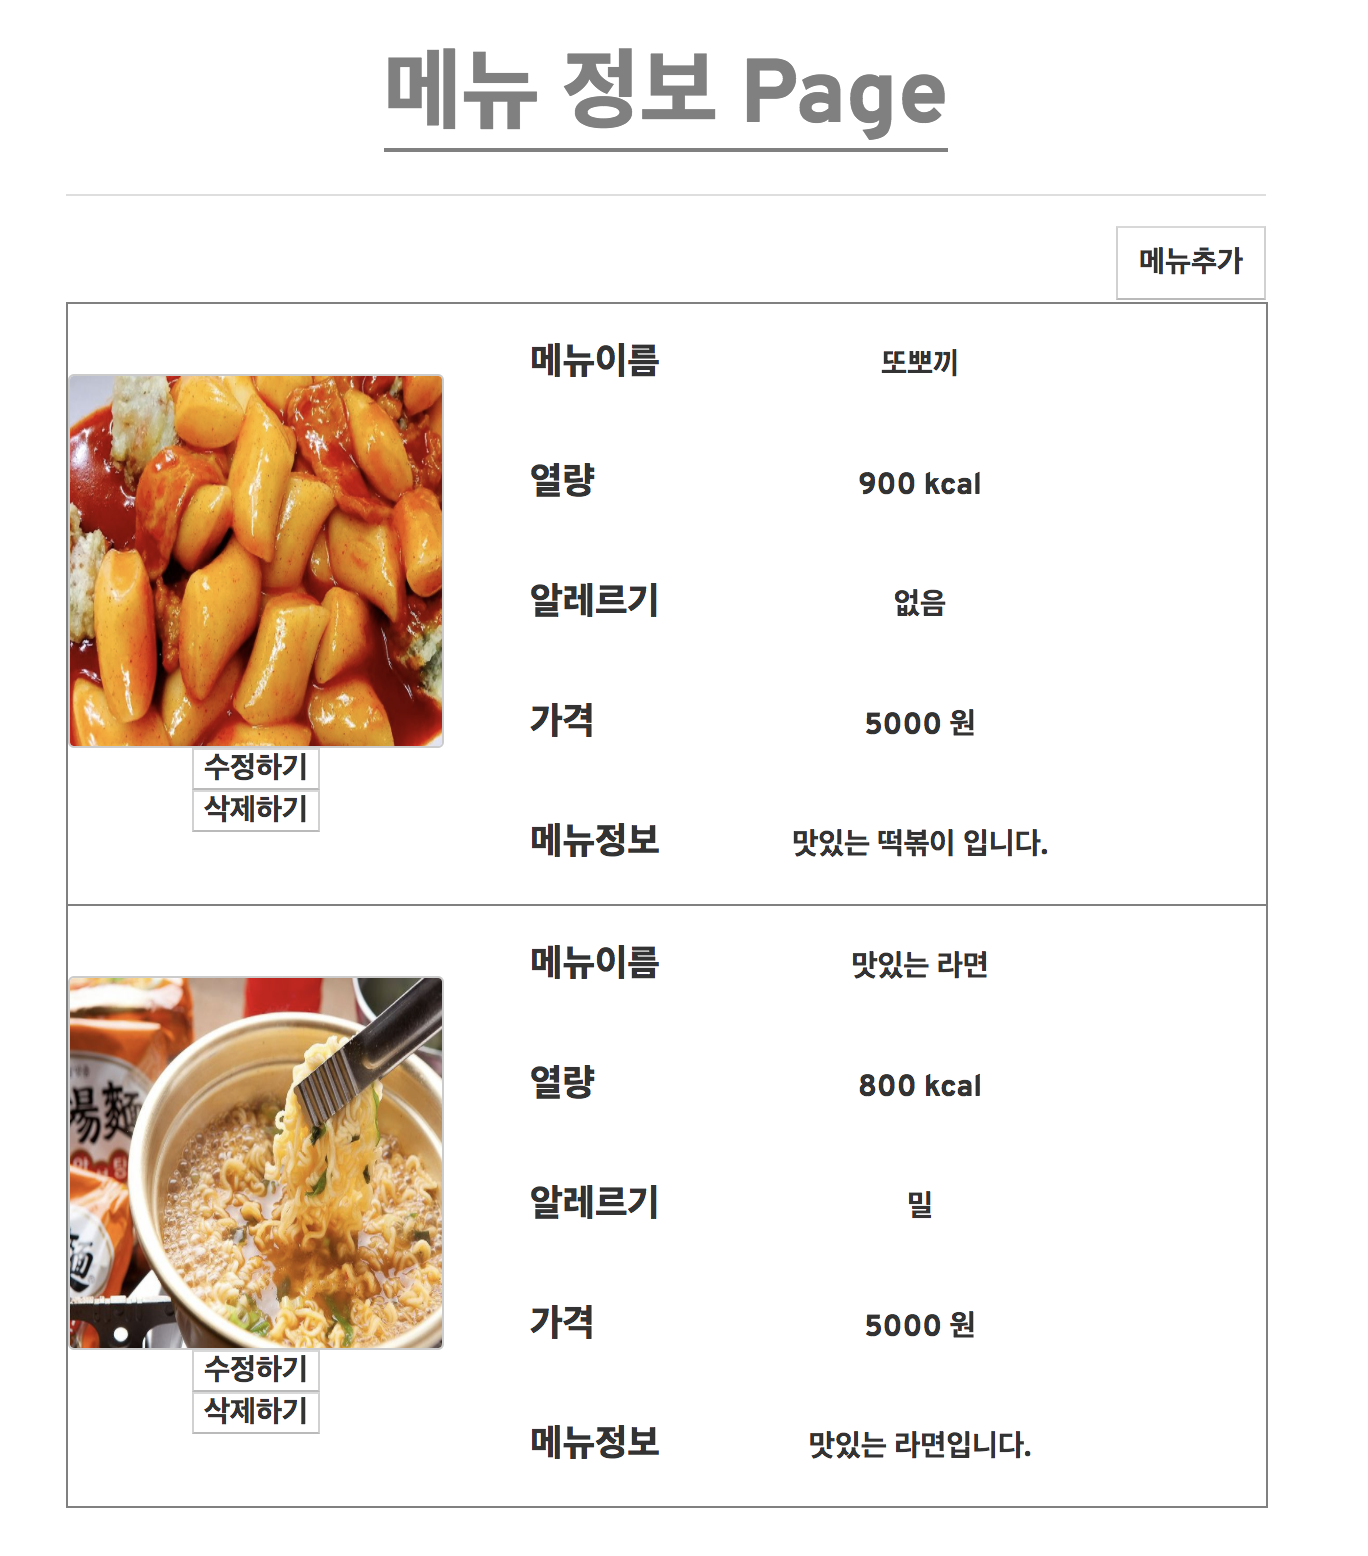 메뉴 정보 Page
메뉴추가
메뉴이름 또뽀끼
열량 900 kcal
알레르기 없음
가격 5000 원
수정하기
삭제하기
메뉴정보 맛있는 떡볶이 입니다.
메뉴이름 맛있는 라면
湯麵
麵
열량 800 kcal
알레르기 밀
가격 5000 원
수정하기
삭제하기
메뉴정보 맛있는 라면입니다.